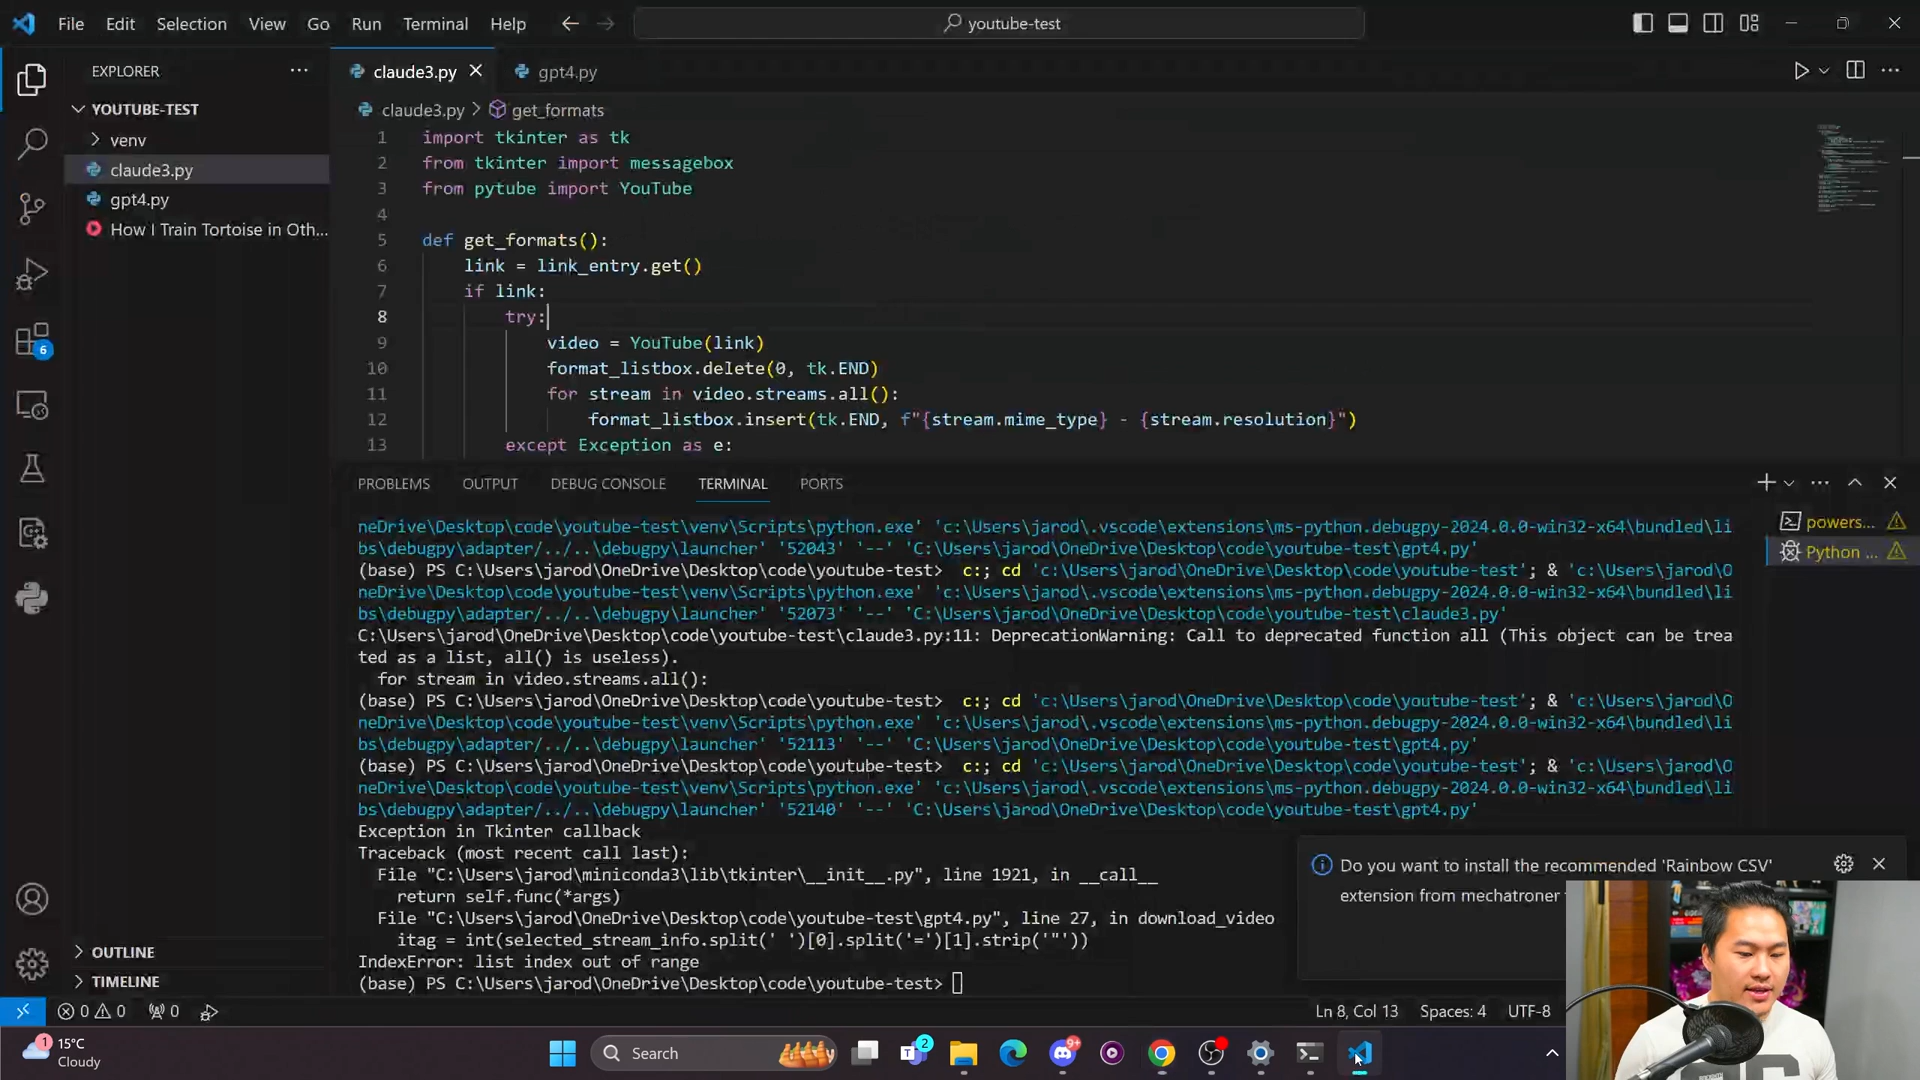 File Edit Selection View Go Run Terminal Help youtube-test
EXPLORER
YOUTUBE-TEST
venv
claude3.py
gpt4.py
How I Train Tortoise in Oth...
OUTLINE
TIMELINE
6
claude3.py gpt4.py
claude3.py > get_formats
1 import tkinter as tk
2 from tkinter import messagebox
3 from pytube import YouTube
4
5 def get_formats():
6 link = link_entry.get()
7 if link:
8 try:
9 video = YouTube(link)
10 format_listbox.delete(0, tk.END)
11 for stream in video.streams.all():
12 format_listbox.insert(tk.END, f"{stream.mime_type} - {stream.resolution}")
13 except Exception as e:
PROBLEMS OUTPUT DEBUG CONSOLE TERMINAL PORTS
neDrive\Desktop\code\youtube-test\venv\Scripts\python.exe' 'c:\Users\jarod\.vscode\extensions\ms-python.debugpy-2024.0.0-win32-x64\bundled\li
bs\debugpy\adapter/../..\debugpy\launcher' '52043' '--' 'C:\Users\jarod\OneDrive\Desktop\code\youtube-test\gpt4.py'
(base) PS C:\Users\jarod\OneDrive\Desktop\code\youtube-test> c:; cd 'c:\Users\jarod\OneDrive\Desktop\code\youtube-test'; & 'c:\Users\jarod\O
neDrive\Desktop\code\youtube-test\venv\Scripts\python.exe' 'c:\Users\jarod\.vscode\extensions\ms-python.debugpy-2024.0.0-win32-x64\bundled\li
bs\debugpy\adapter/../..\debugpy\launcher' '52073' '--' 'C:\Users\jarod\OneDrive\Desktop\code\youtube-test\claude3.py'
C:\Users\jarod\OneDrive\Desktop\code\youtube-test\claude3.py:11: DeprecationWarning: Call to deprecated function all (This object can be trea
ted as a list, all() is useless).
for stream in video.streams.all():
(base) PS C:\Users\jarod\OneDrive\Desktop\code\youtube-test> c:; cd 'c:\Users\jarod\OneDrive\Desktop\code\youtube-test'; & 'c:\Users\jarod\O
neDrive\Desktop\code\youtube-test\venv\Scripts\python.exe' 'c:\Users\jarod\.vscode\extensions\ms-python.debugpy-2024.0.0-win32-x64\bundled\li
bs\debugpy\adapter/../..\debugpy\launcher' '52113' '--' 'C:\Users\jarod\OneDrive\Desktop\code\youtube-test\gpt4.py'
(base) PS C:\Users\jarod\OneDrive\Desktop\code\youtube-test> c:; cd 'c:\Users\jarod\OneDrive\Desktop\code\youtube-test'; & 'c:\Users\jarod\O
neDrive\Desktop\code\youtube-test\venv\Scripts\python.exe' 'c:\Users\jarod\.vscode\extensions\ms-python.debugpy-2024.0.0-win32-x64\bundled\li
bs\debugpy\adapter/../..\debugpy\launcher' '52140' '--' 'C:\Users\jarod\OneDrive\Desktop\code\youtube-test\gpt4.py'
Exception in Tkinter callback
Traceback (most recent call last):
File "C:\Users\jarod\miniconda3\lib\tkinter\__init__.py", line 1921, in __call__
return self.func(*args)
File "C:\Users\jarod\OneDrive\Desktop\code\youtube-test\gpt4.py", line 27, in download_video
itag = int(selected_stream_info.split(' ')[0].split('=')[1].strip('"'))
IndexError: list index out of range
(base) PS C:\Users\jarod\OneDrive\Desktop\code\youtube-test>
powers...
Python ...
Do you want to install the recommended 'Rainbow CSV'
extension from mechatroner
0 0 0 Ln 8, Col 13 Spaces: 4 UTF-8
1 15°C
Cloudy
Search 2 9+